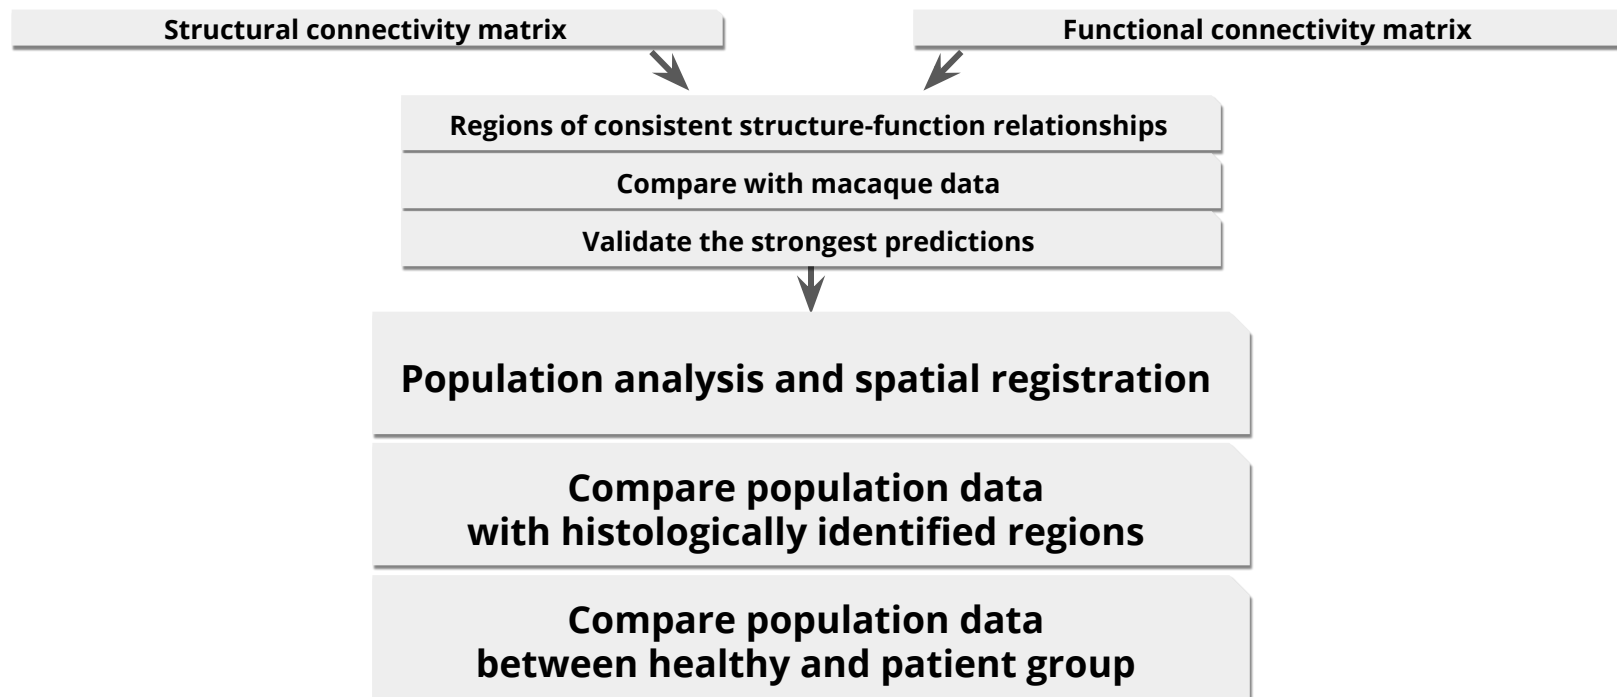 Structural connectivity matrix
Functional connectivity matrix
Regions of consistent structure-function relationships
Compare with macaque data
Validate the strongest predictions
Population analysis and spatial registration
Compare population data
with histologically identified regions
Compare population data
between healthy and patient group